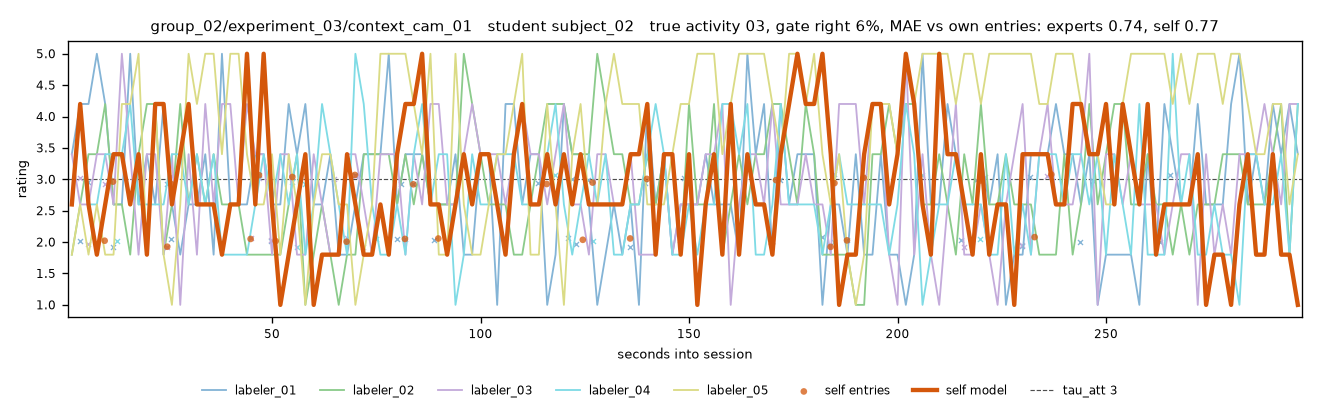 group_02/experiment_03/context_cam_01   student subject_02   true activity 03, gate right 6%, MAE vs own entries: experts 0.74, self 0.77
rating
5.0
4.5
4.0
3.5
3.0
2.5
2.0
1.5
1.0
50 100 150 200 250
seconds into session
labeler_01 labeler_02 labeler_03 labeler_04 labeler_05 self entries self model tau_att 3